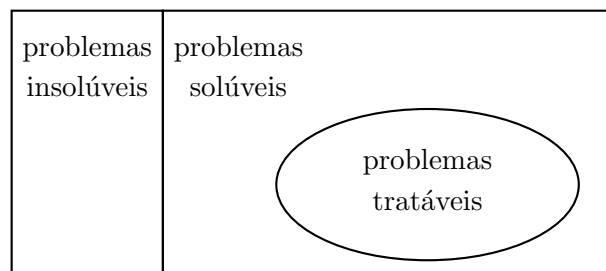 problemas
insolúveis
problemas
solúveis
problemas
tratáveis